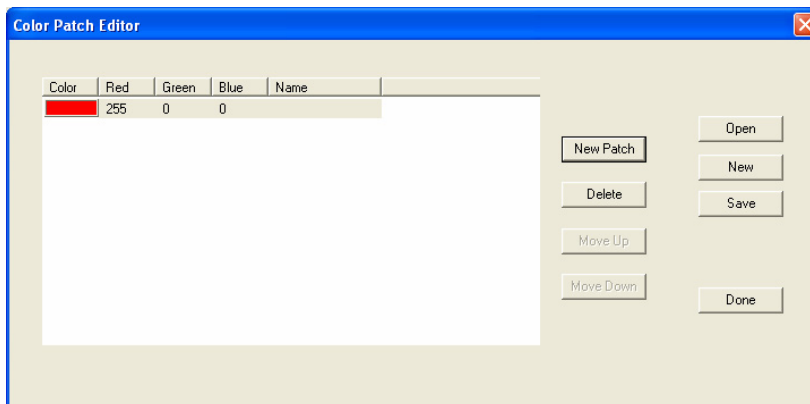 Color Patch Editor
Color Red Green Blue Name
255 0 0
New Patch
Delete
Move Up
Move Down
Open
New
Save
Done